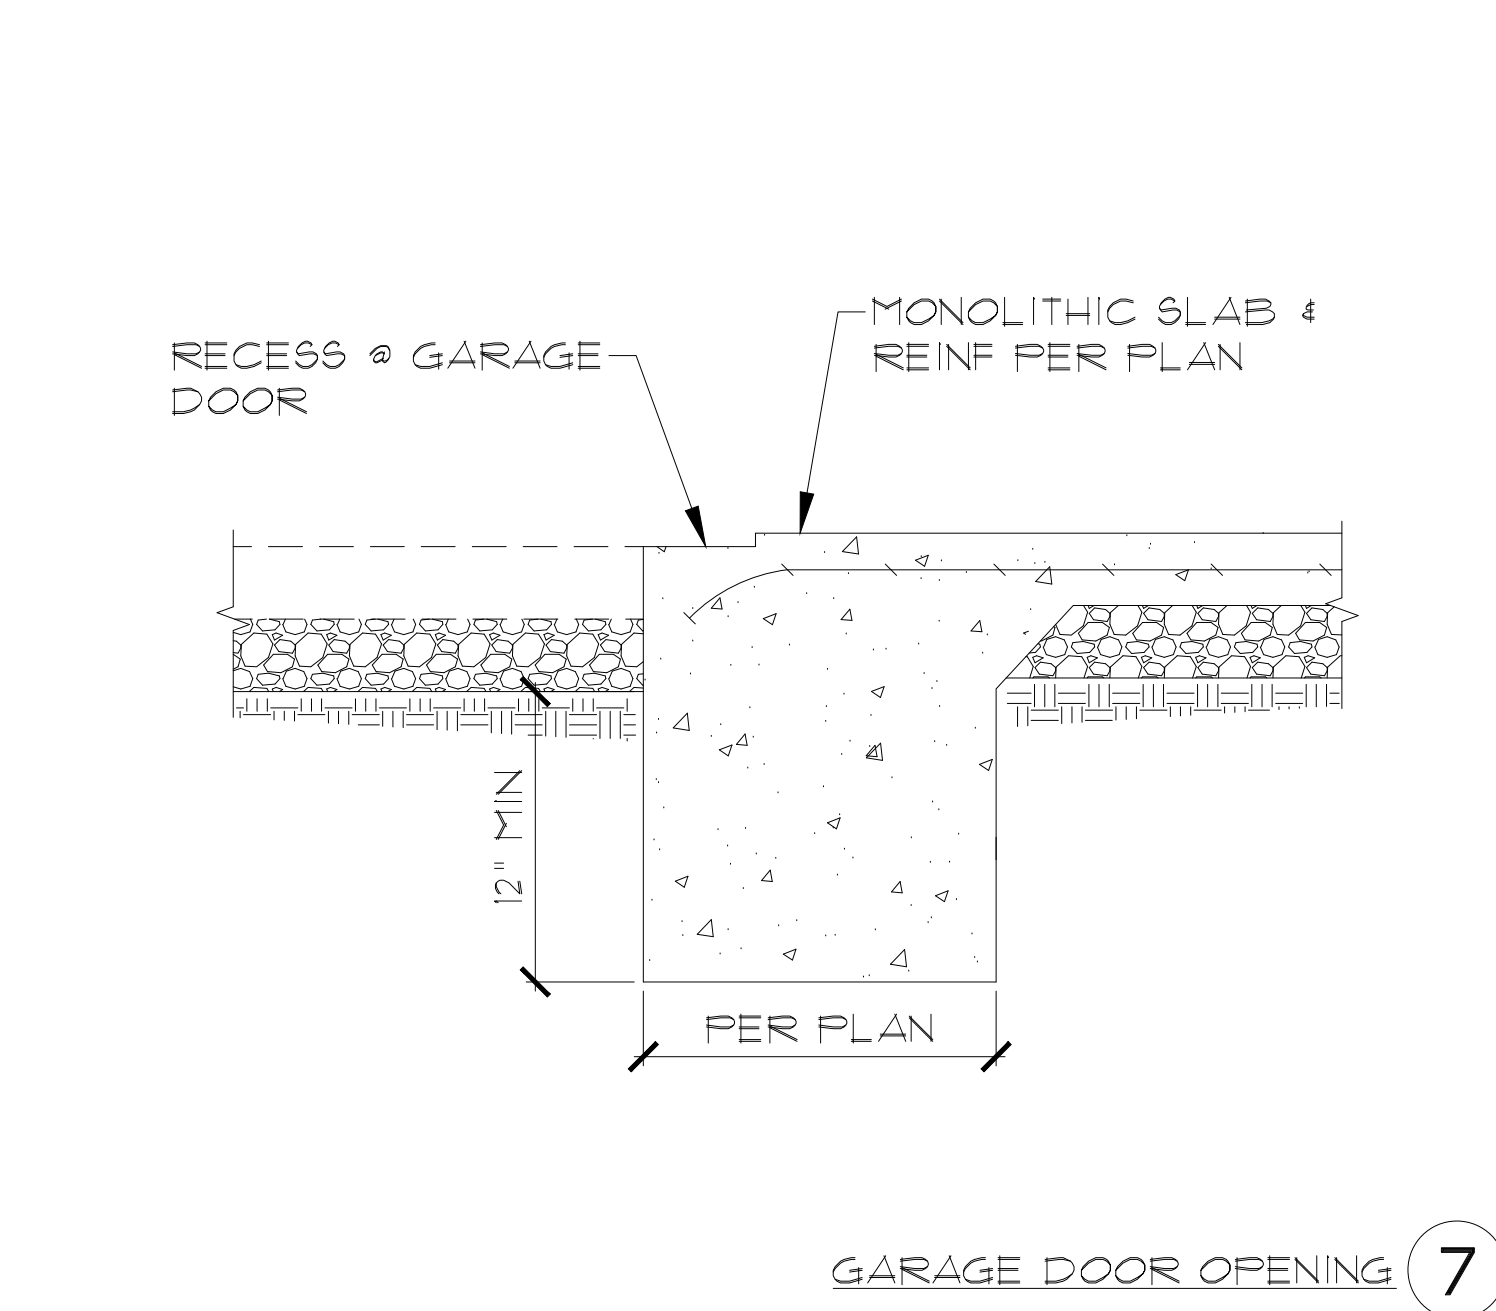 MONOLITHIC SLAB &
REINF PER PLAN
RECESS @ GARAGE
DOOR
12" MIN
PER PLAN
GARAGE DOOR OPENING 7